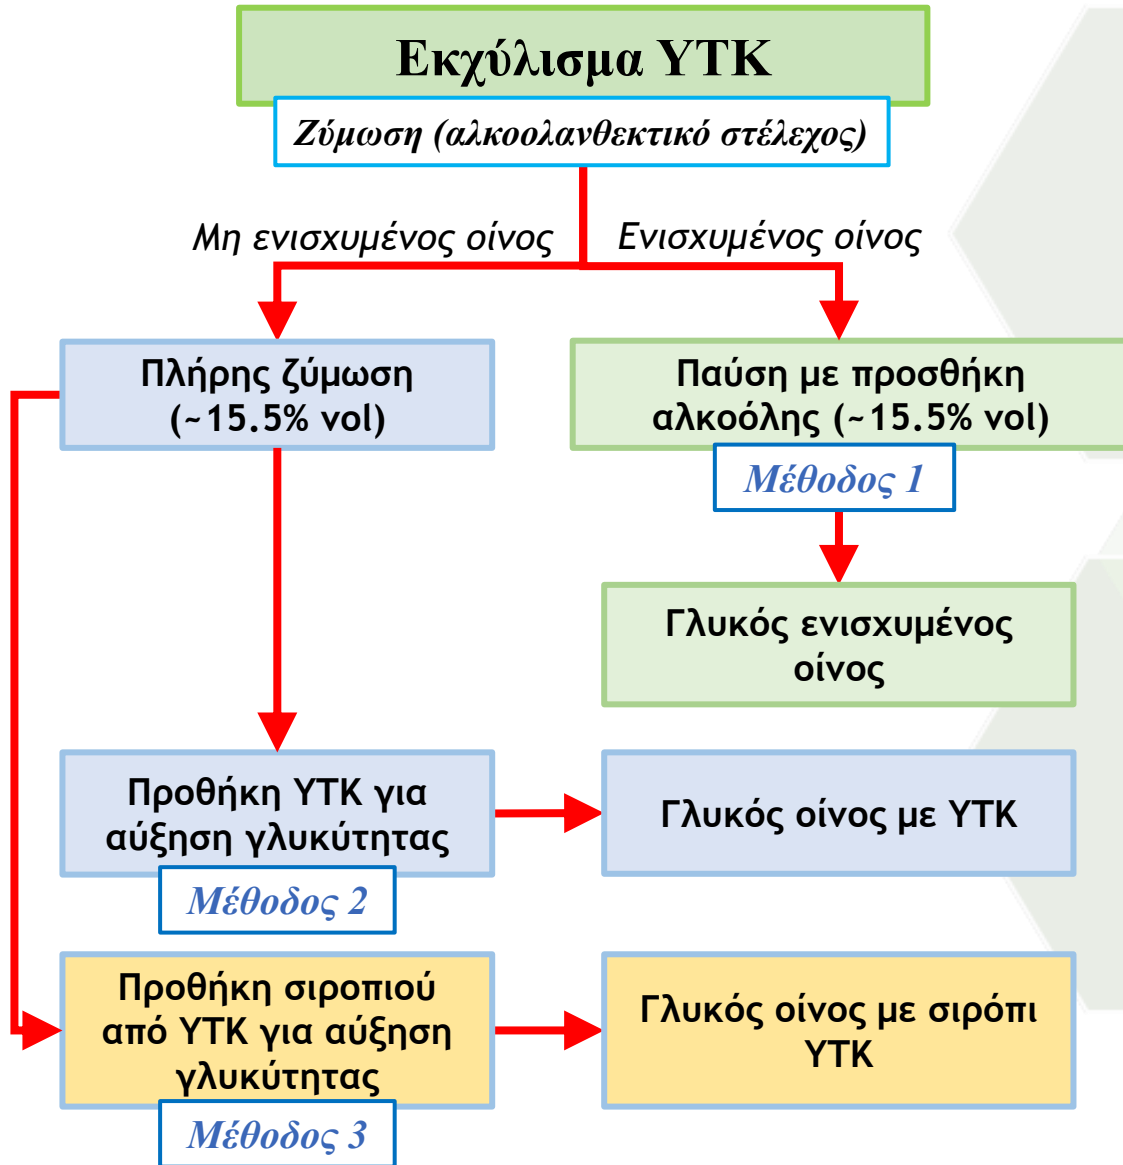 Εκχύλισμα ΥΤΚ
Ζύμωση (αλκοολανθεκτικό στέλεχος)
Μη ενισχυμένος οίνος
Ενισχυμένος οίνος
Πλήρης ζύμωση
(~15.5% vol)
Παύση με προσθήκη
αλκοόλης (~15.5% vol)
Μέθοδος 1
Γλυκός ενισχυμένος
οίνος
Προθήκη ΥΤΚ για
αύξηση γλυκύτητας
Μέθοδος 2
Γλυκός οίνος με ΥΤΚ
Προθήκη σιροπιού
από ΥΤΚ για αύξηση
γλυκύτητας
Μέθοδος 3
Γλυκός οίνος με σιρόπι
ΥΤΚ